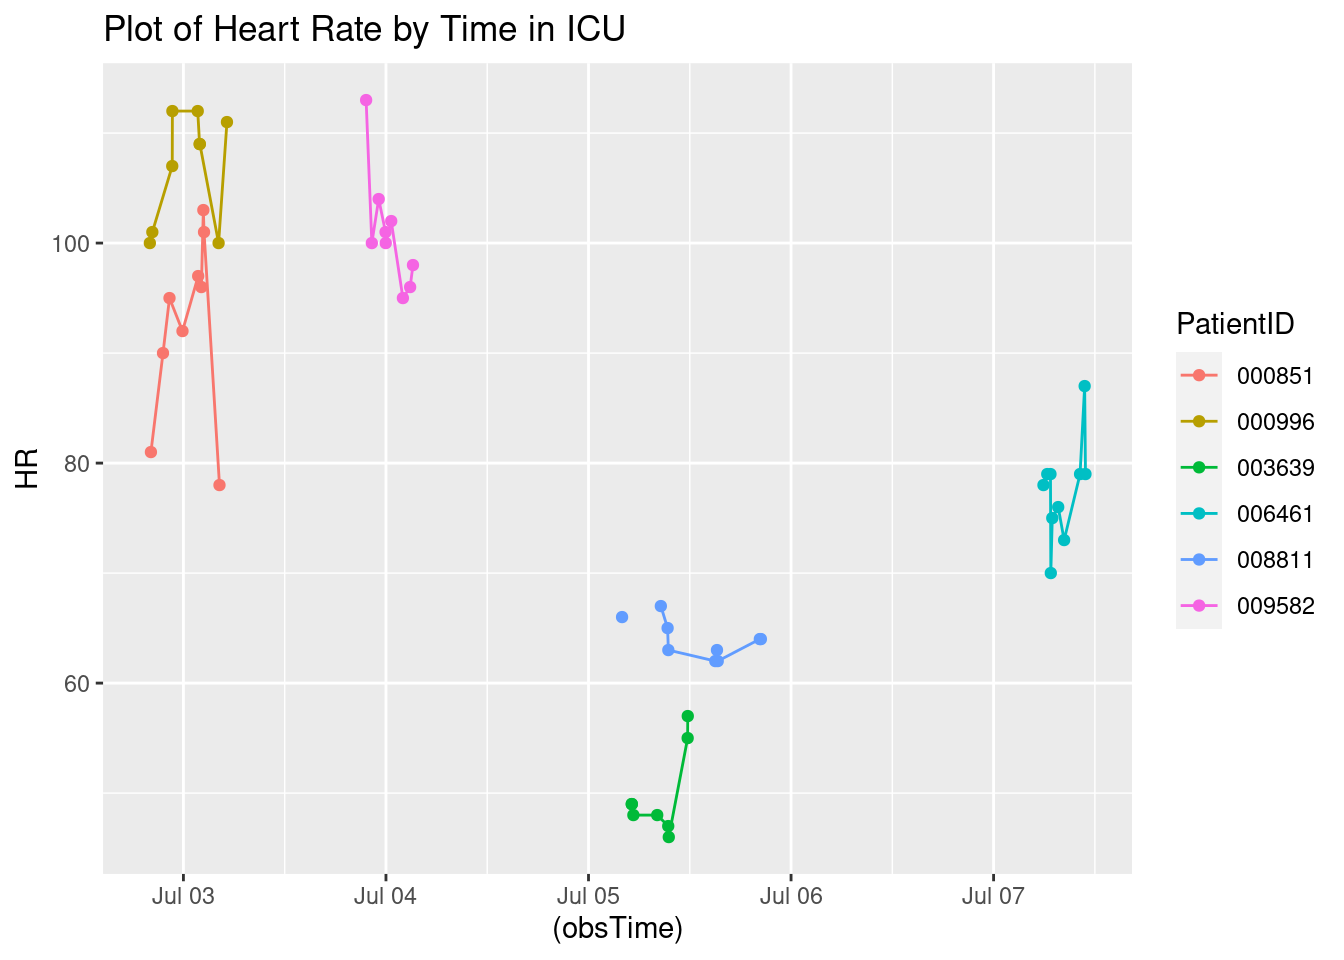 Plot of Heart Rate by Time in ICU
HR
100
80
60
Jul 03 Jul 04 Jul 05 Jul 06 Jul 07
(obsTime)
PatientID
000851
000996
003639
006461
008811
009582